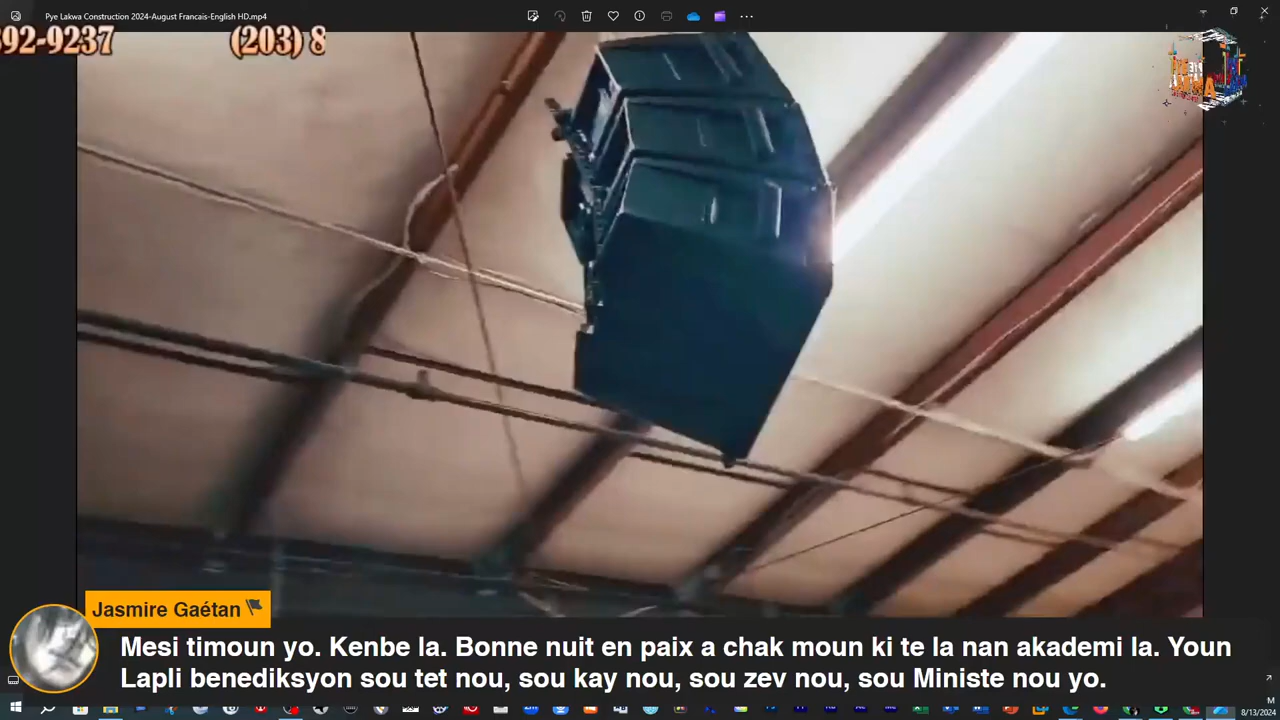 Pye Lakwa Construction 2024-August Francais-English HD.mp4
92-9237 (203) 8
Jasmire Gaétan
Mesi timoun yo. Kenbe la. Bonne nuit en paix a chak moun ki te la nan akademi la. Youn
Lapli benediksyon sou tet nou, sou kay nou, sou zev nou, sou Ministe nou yo.
8/13/2024